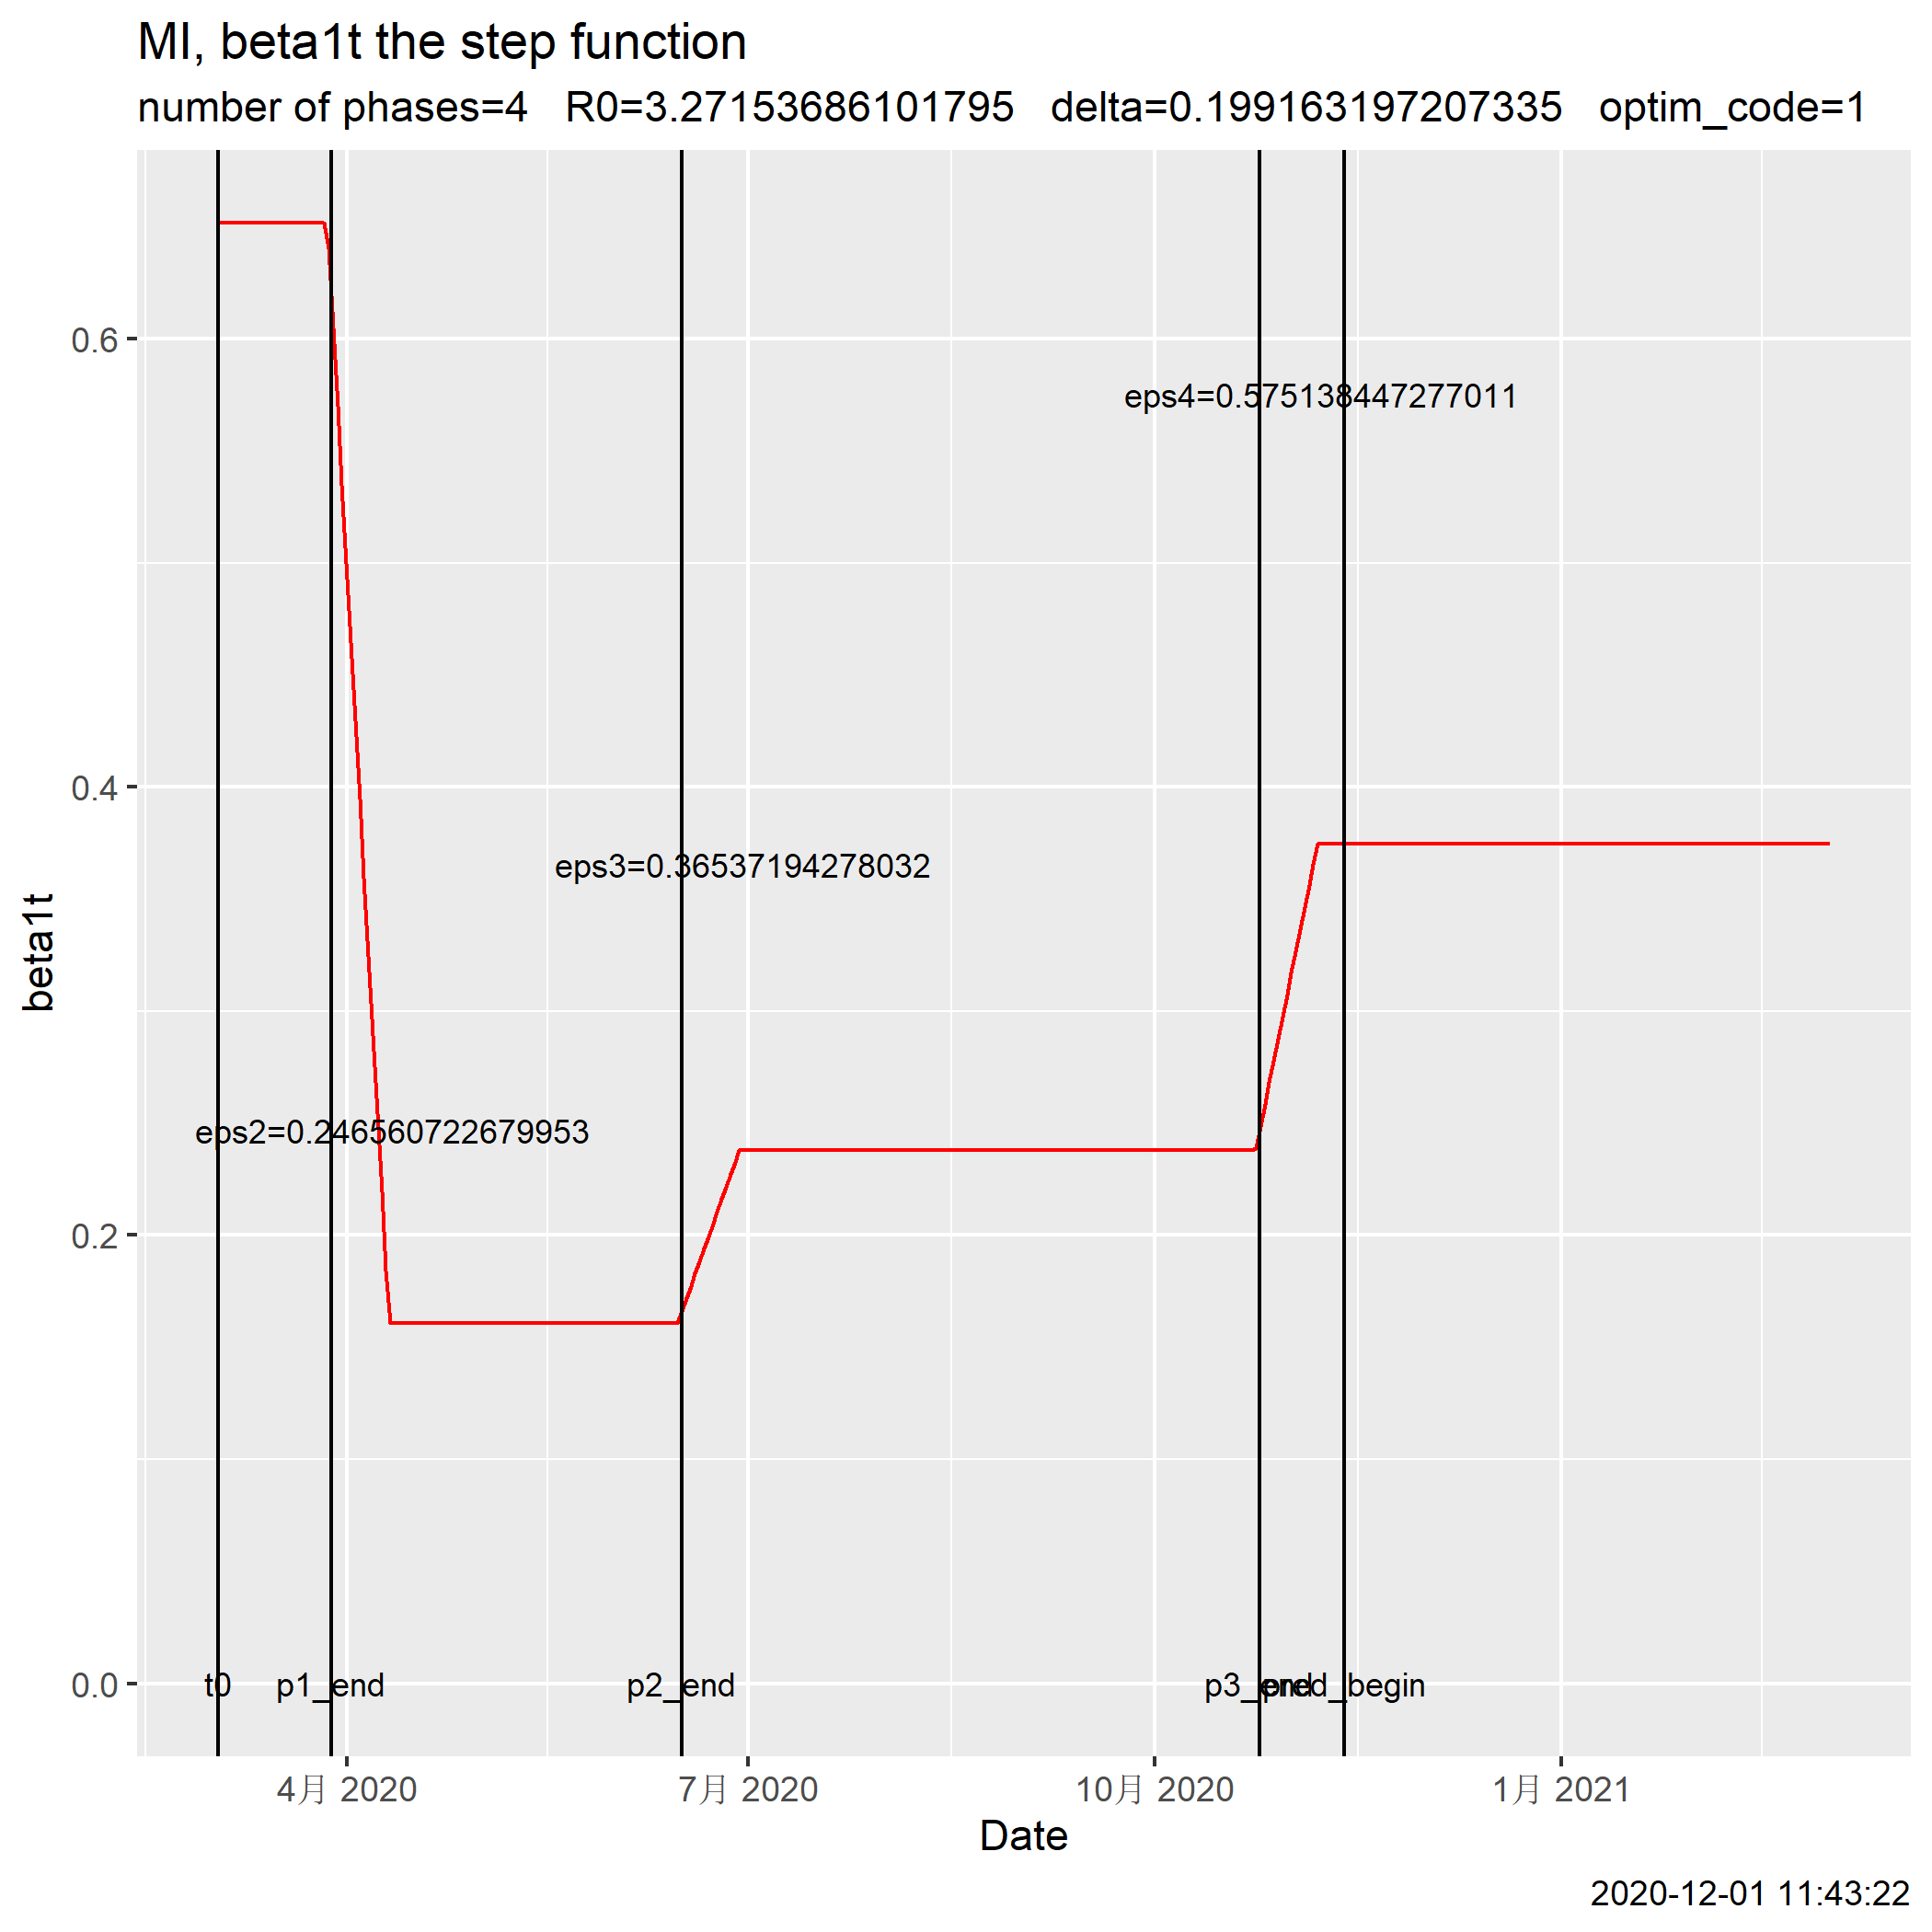 MI, beta1t the step function
number of phases=4   R0=3.27153686101795   delta=0.199163197207335   optim_code=1
0.6
eps4=0.575138447277011
0.4
eps3=0.36537194278032
beta1t
eps2=0.246560722679953
0.2
0.0
t0
p1_end
p2_end
p3_end
pred_begin
4月 2020
7月 2020
10月 2020
1月 2021
Date
2020-12-01 11:43:22